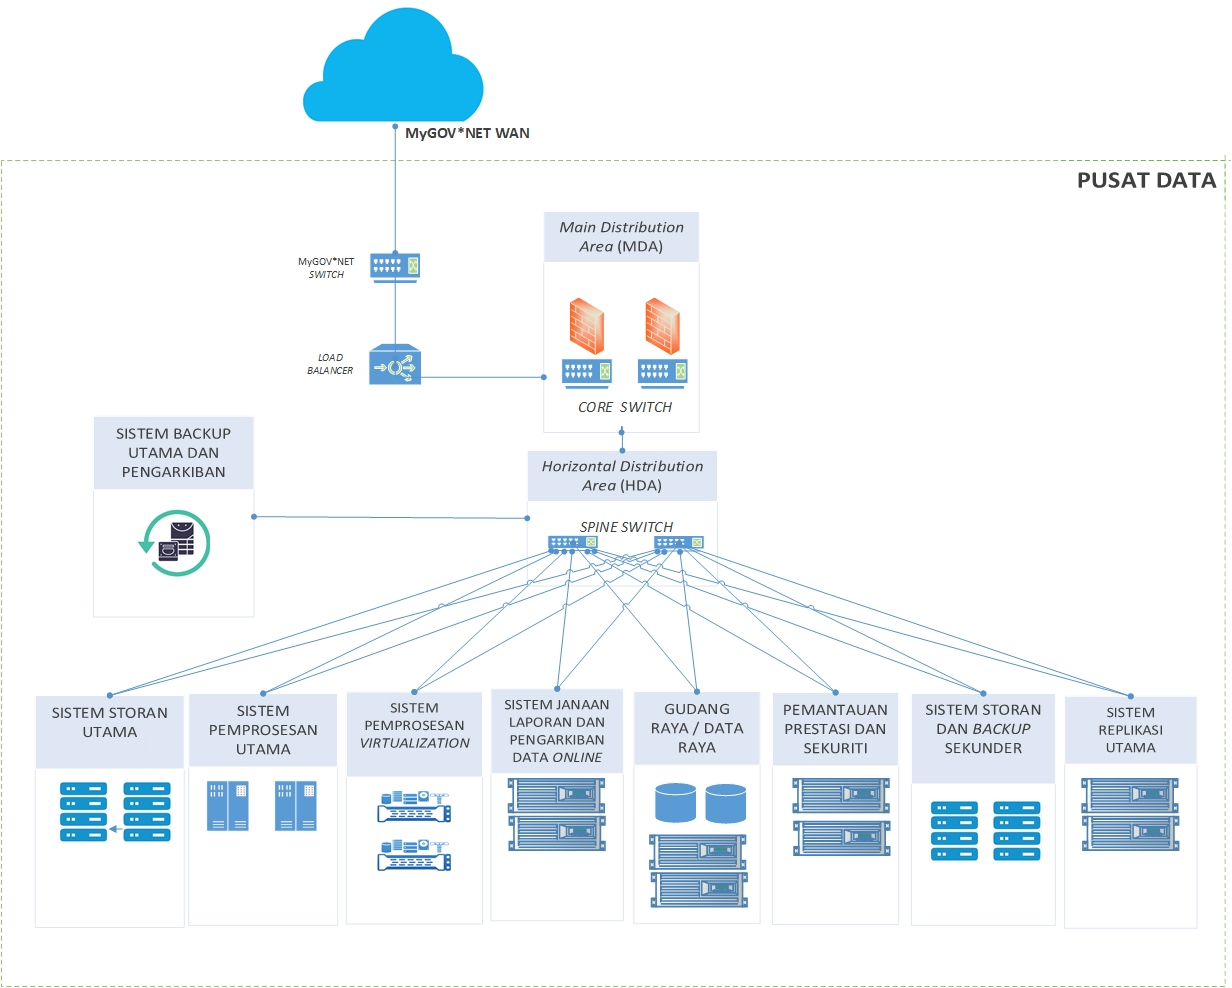 MyGOV*NET WAN
PUSAT DATA
Main Distribution
Area (MDA)
MyGOV*NET
SWITCH
LOAD
BALANCER
CORE SWITCH
SISTEM BACKUP
UTAMA DAN
PENGARKIBAN
Horizontal Distribution
Area (HDA)
SPINE SWITCH
SISTEM STORAN
UTAMA
SISTEM
PEMPROSESAN
UTAMA
SISTEM
PEMPROSESAN
VIRTUALIZATION
SISTEM JANAAN
LAPORAN DAN
PENGARKIBAN
DATA ONLINE
GUDANG
RAYA / DATA
RAYA
PEMANTAUAN
PRESTASI DAN
SEKURITI
SISTEM STORAN
DAN BACKUP
SEKUNDER
SISTEM
REPLIKASI
UTAMA